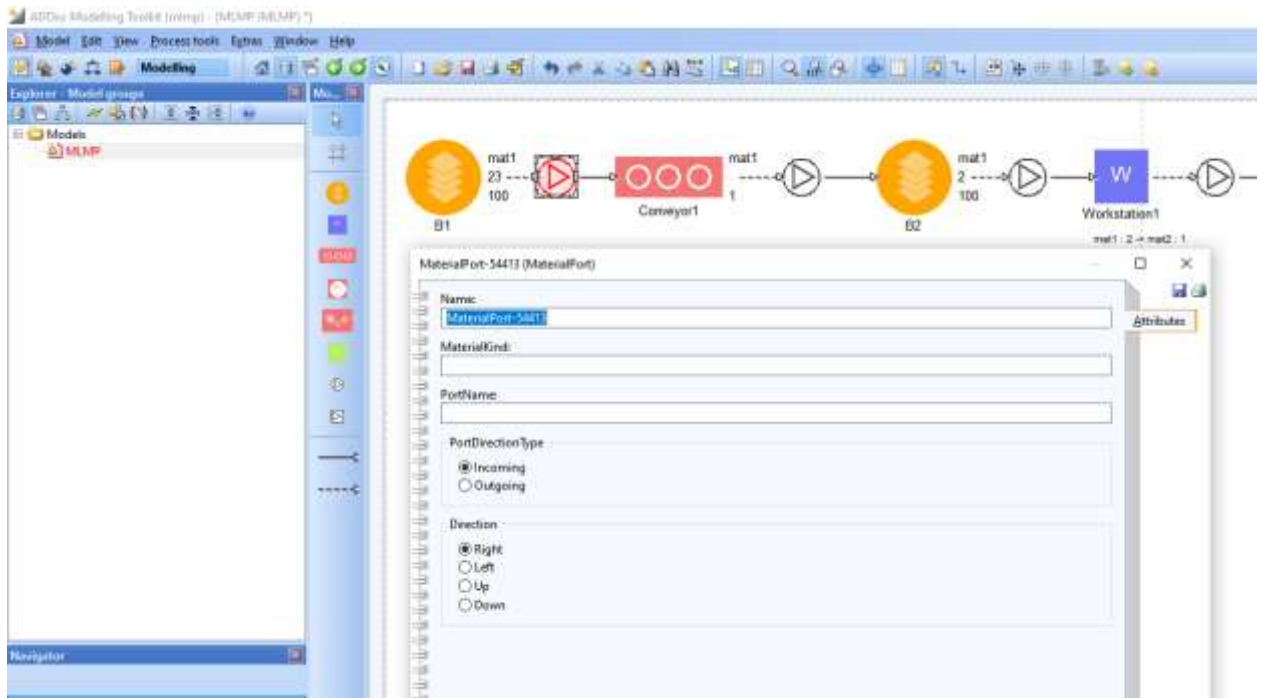 ADOxx Modelling Toolkit (mlmp) - [MLMP (MLMP) *]
Model Edit View Process tools Extras Window Help
Modelling
Explorer - Model groups
Mo...
Models
MLMP
mat1
23
100
B1
Conveyor1
mat1
1
B2
mat1
2
100
W
Workstation1
mat1 : 2 -> mat2 : 1
MaterialPort-54413 (MaterialPort)
Name:
MaterialPort-54413
Attributes
MaterialKind:
PortName:
PortDirectionType
Incoming
Outgoing
Direction
Right
Left
Up
Down
Navigator